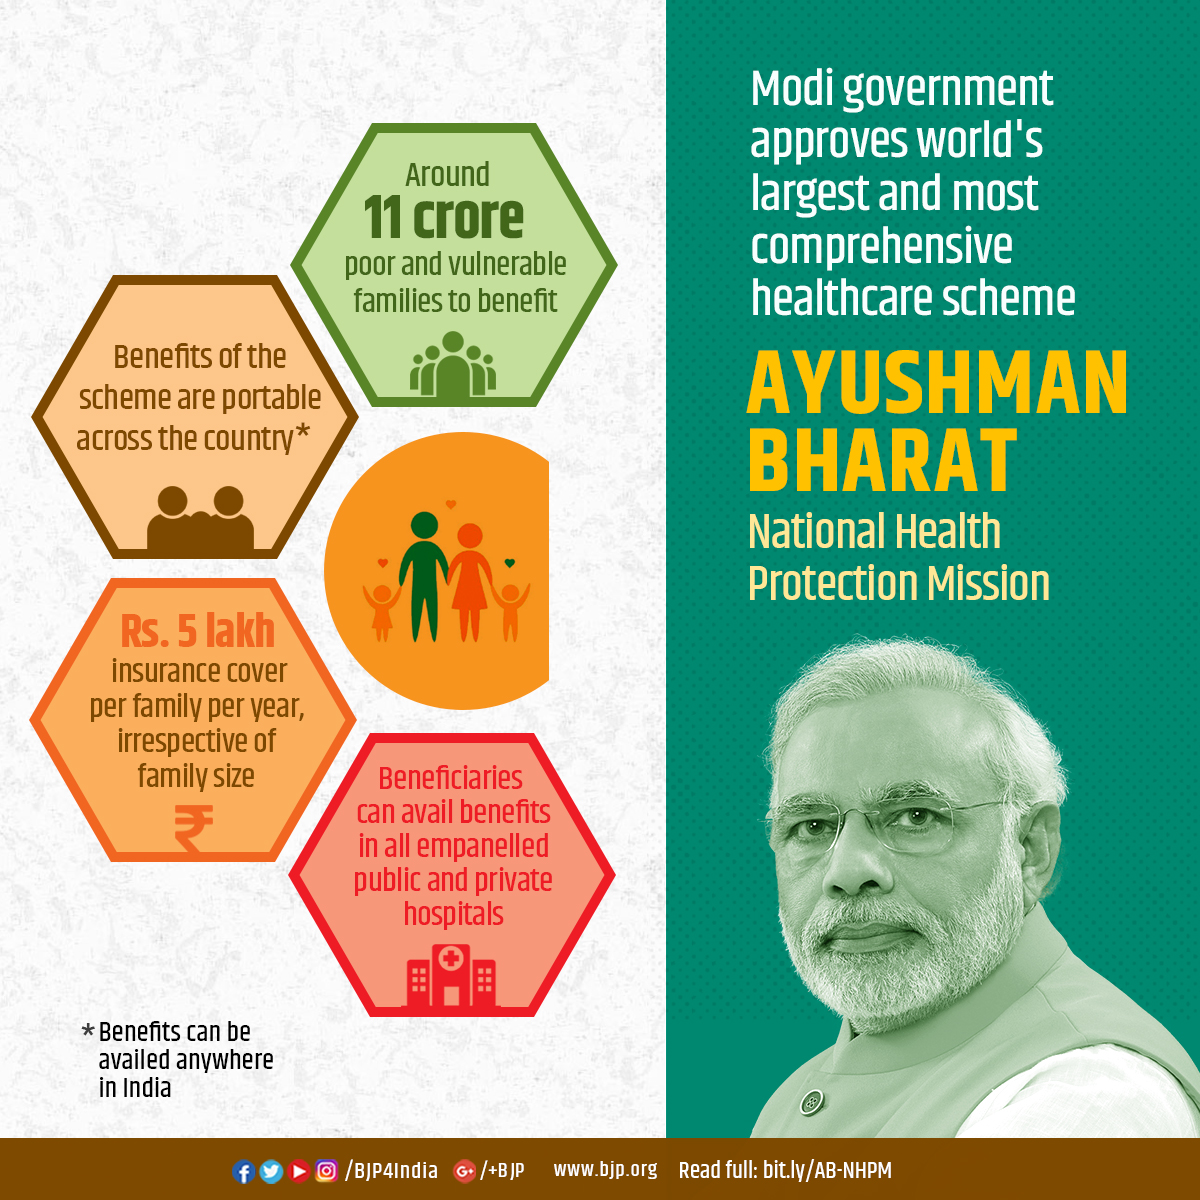 Modi government
approves world's
largest and most
comprehensive
healthcare scheme
AYUSHMAN
BHARAT
National Health
Protection Mission
Around
11 crore
poor and vulnerable
families to benefit
Benefits of the
scheme are portable
across the country*
Rs. 5 lakh
insurance cover
per family per year,
irrespective of
family size
₹
Beneficiaries
can avail benefits
in all empanelled
public and private
hospitals
* Benefits can be
availed anywhere
in India
/BJP4India G+ /+BJP www.bjp.org Read full: bit.ly/AB-NHPM